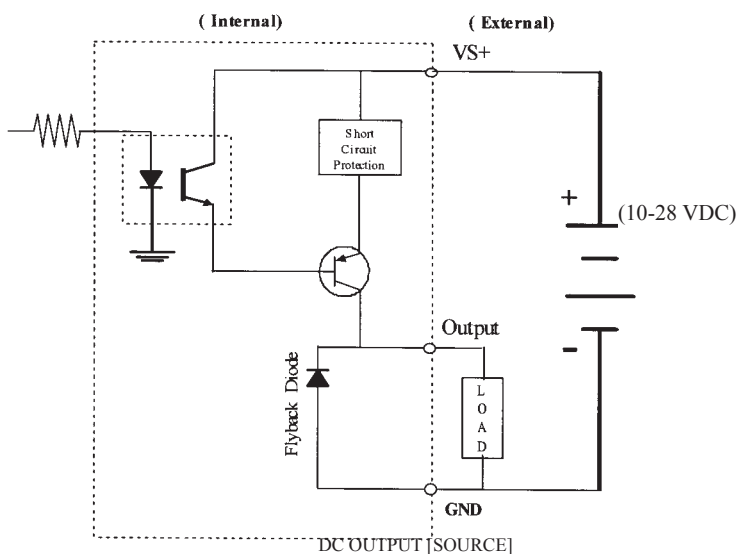 ( Internal)
( External)
VS+
Short
Circuit
Protection
+
(10-28 VDC)
Output
-
Flyback Diode
L
O
A
D
GND
DC OUTPUT [SOURCE]